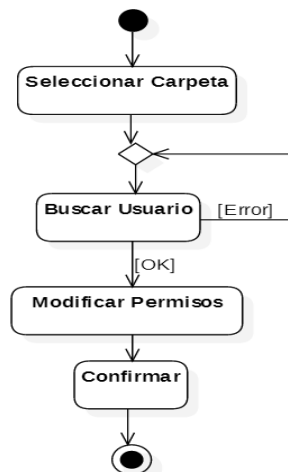 Seleccionar Carpeta
Buscar Usuario
[Error]
[OK]
Modificar Permisos
Confirmar